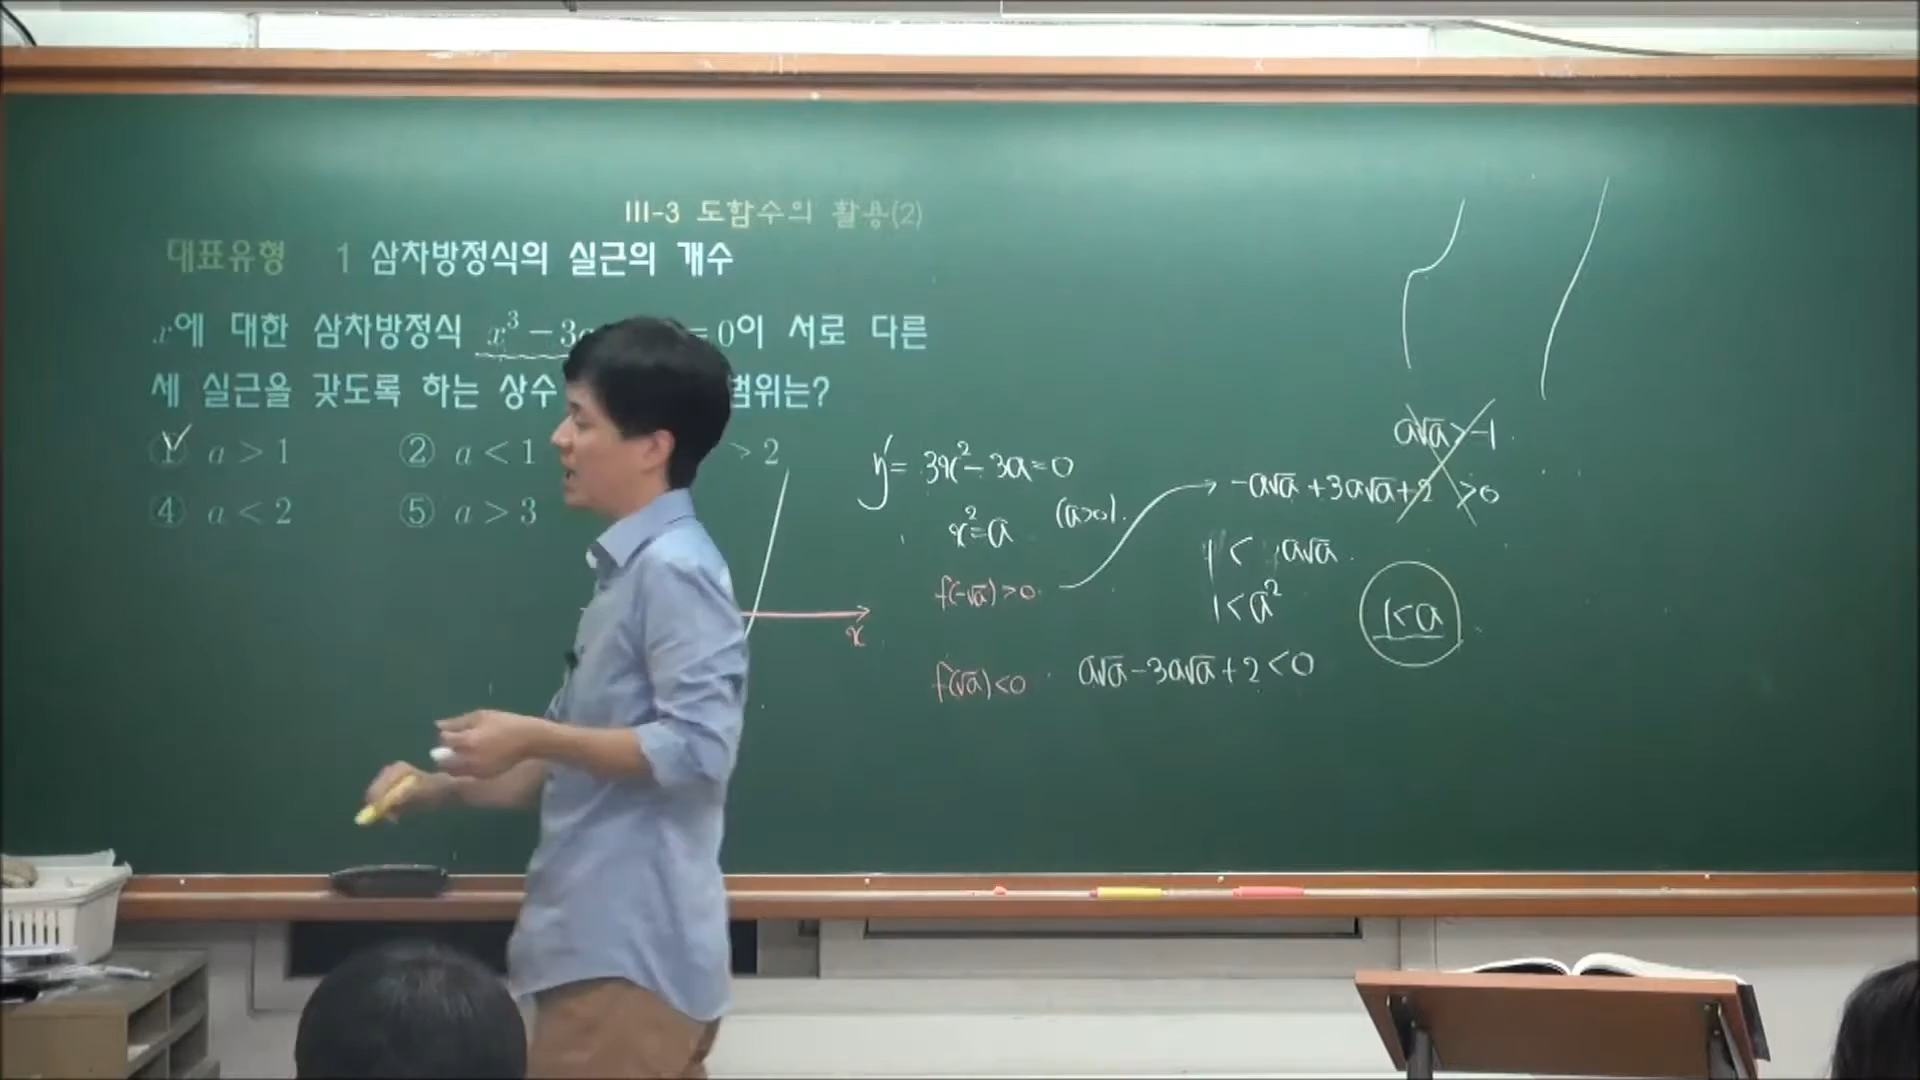 III-3 도함수의 활용(2)
대표유형 1 삼차방정식의 실근의 개수
x에 대한 삼차방정식 x³ - 3 = 0이 서로 다른
세 실근을 갖도록 하는 상수 범위는?
① a > 1 ② a < 1 > 2
④ a < 2 ⑤ a > 3
y' = 3x² - 3a = 0
x² = a (a>0).
f(-√a) > 0
f(√a) < 0 a√a - 3a√a + 2 < 0
x
a√a > -1
-a√a + 3a√a + 2 > 0
1 < a√a
1 < a²
1 < a